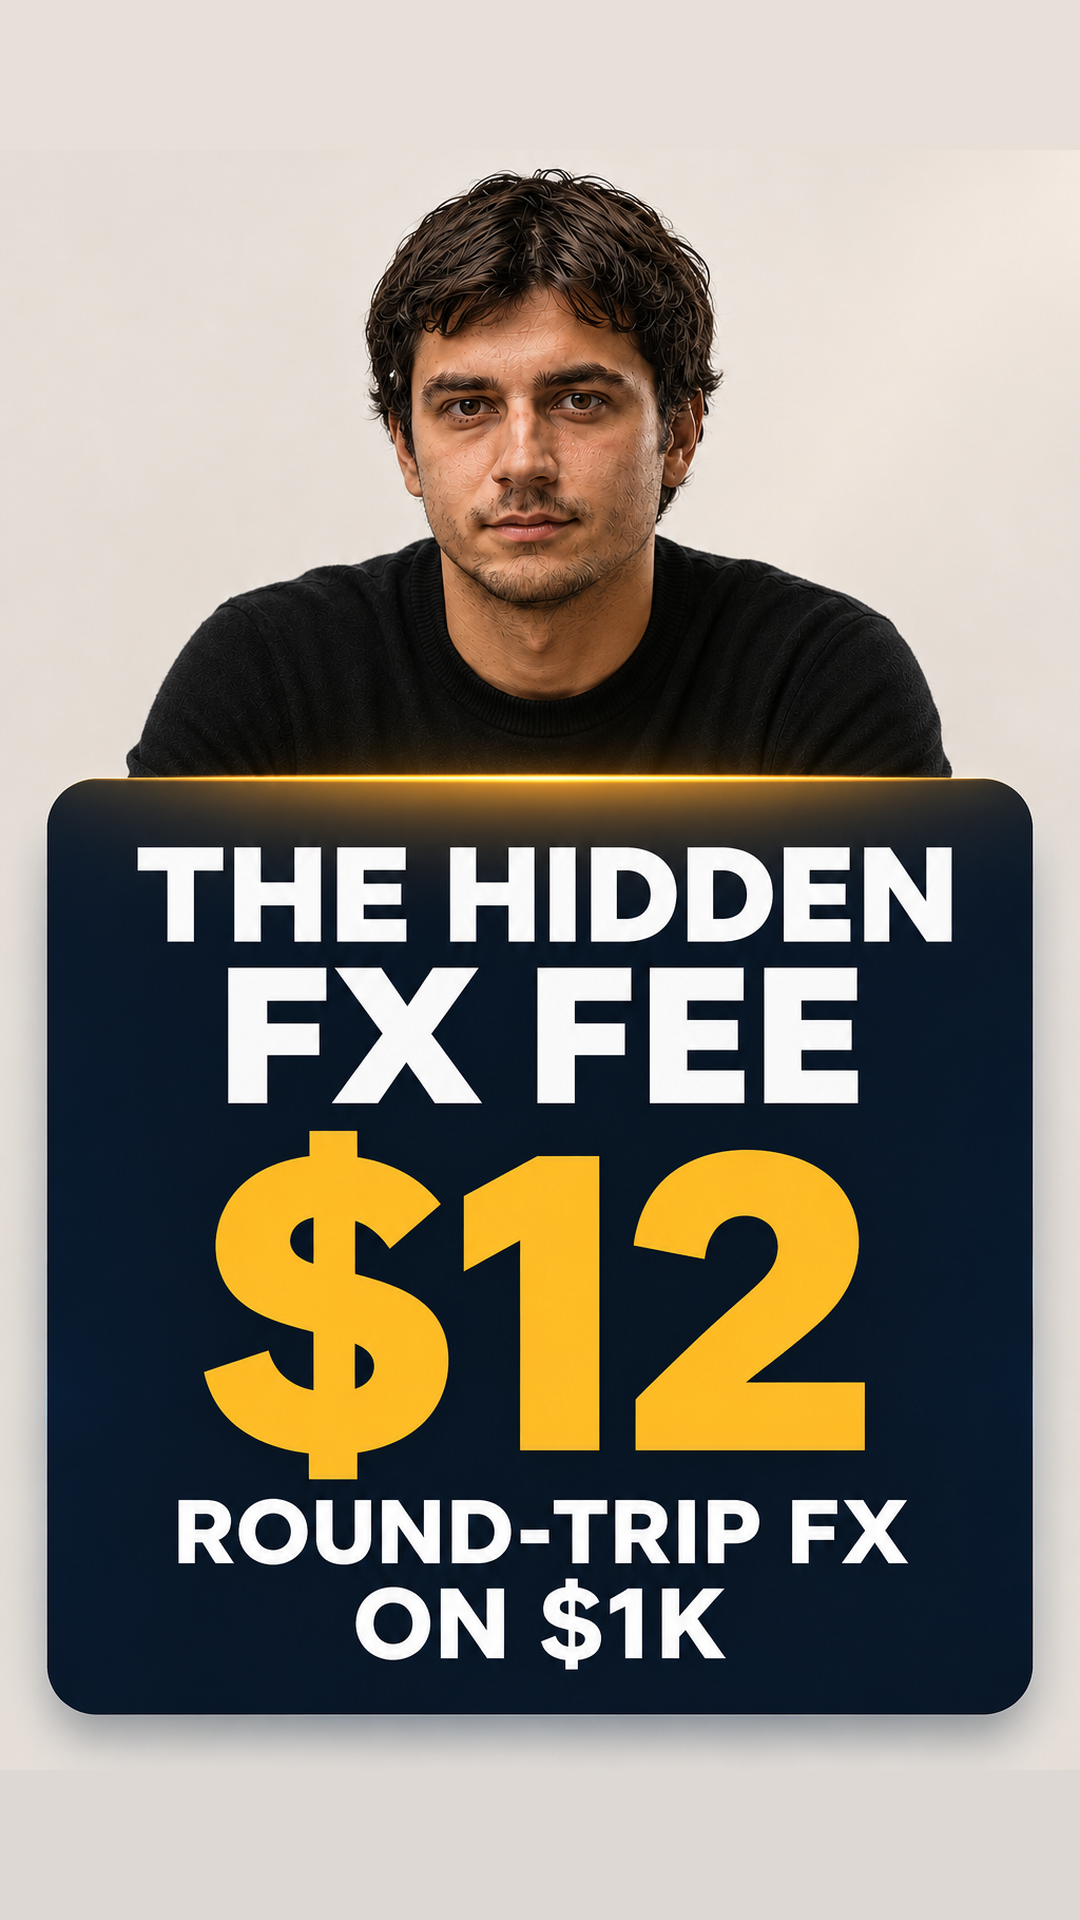 THE HIDDEN
FX FEE
$12
ROUND-TRIP FX
ON $1K